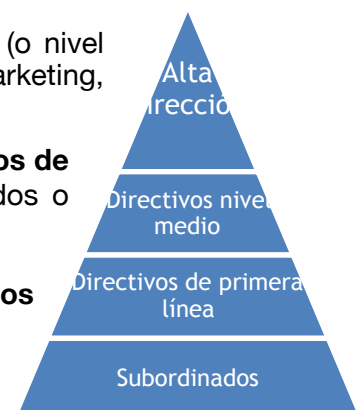 (o nivel
arketing,
os de
dos o
os
Alta
irecció
Directivos nivel
medio
Directivos de primera
línea
Subordinados